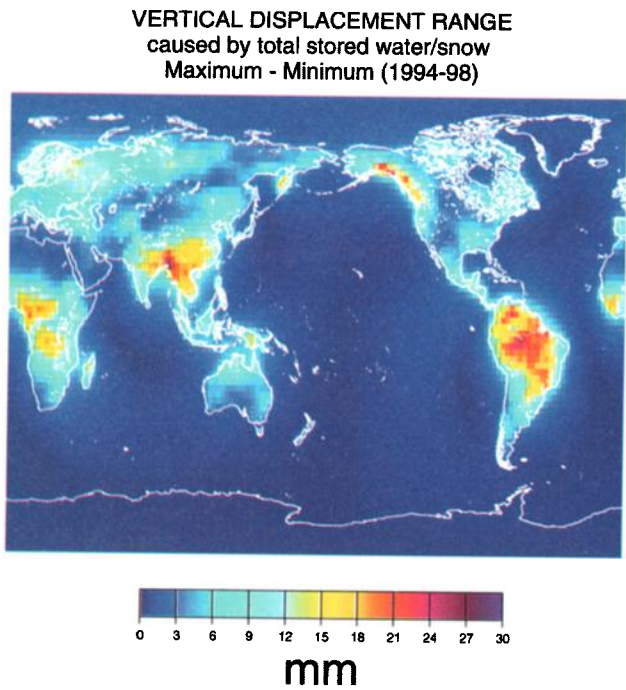 VERTICAL DISPLACEMENT RANGE
caused by total stored water/snow
Maximum - Minimum (1994-98)
0 3 6 9 12 15 18 21 24 27 30
mm